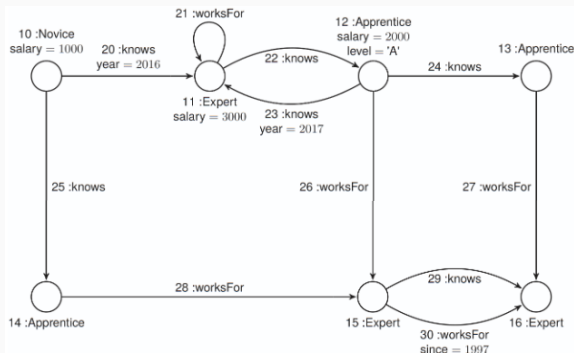 21 :worksFor
10 :Novice
salary = 1000
20 :knows
year = 2016
22 :knows
12 :Apprentice
salary = 2000
level = 'A'
24 :knows
13 :Apprentice
11 :Expert
salary = 3000
23 :knows
year = 2017
25 :knows
26 :worksFor
27 :worksFor
28 :worksFor
29 :knows
14 :Apprentice
15 :Expert
30 :worksFor
since = 1997
16 :Expert